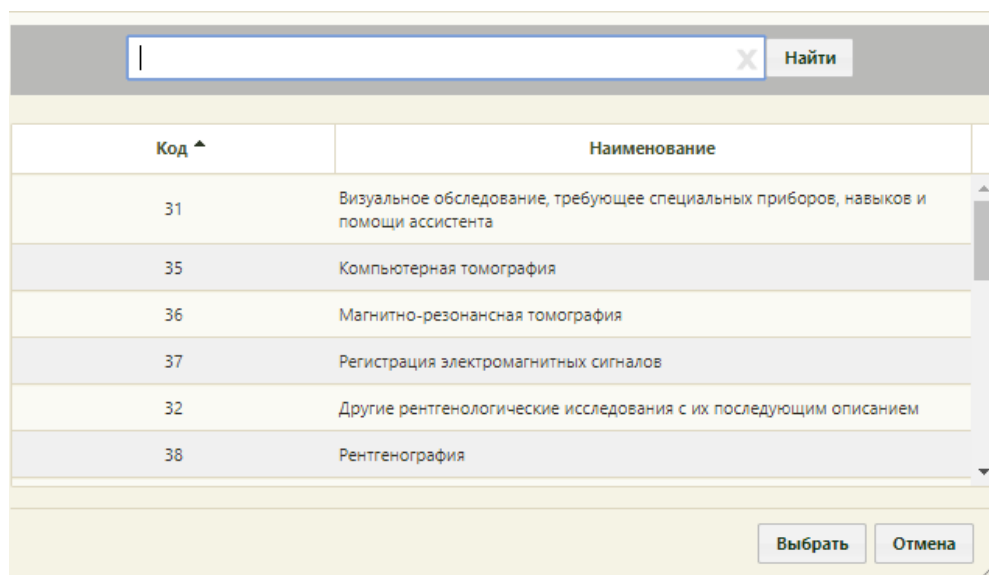 Найти
Код Наименование
31 Визуальное обследование, требующее специальных приборов, навыков и
помощи ассистента
35 Компьютерная томография
36 Магнитно-резонансная томография
37 Регистрация электромагнитных сигналов
32 Другие рентгенологические исследования с их последующим описанием
38 Рентгенография
Выбрать Отмена